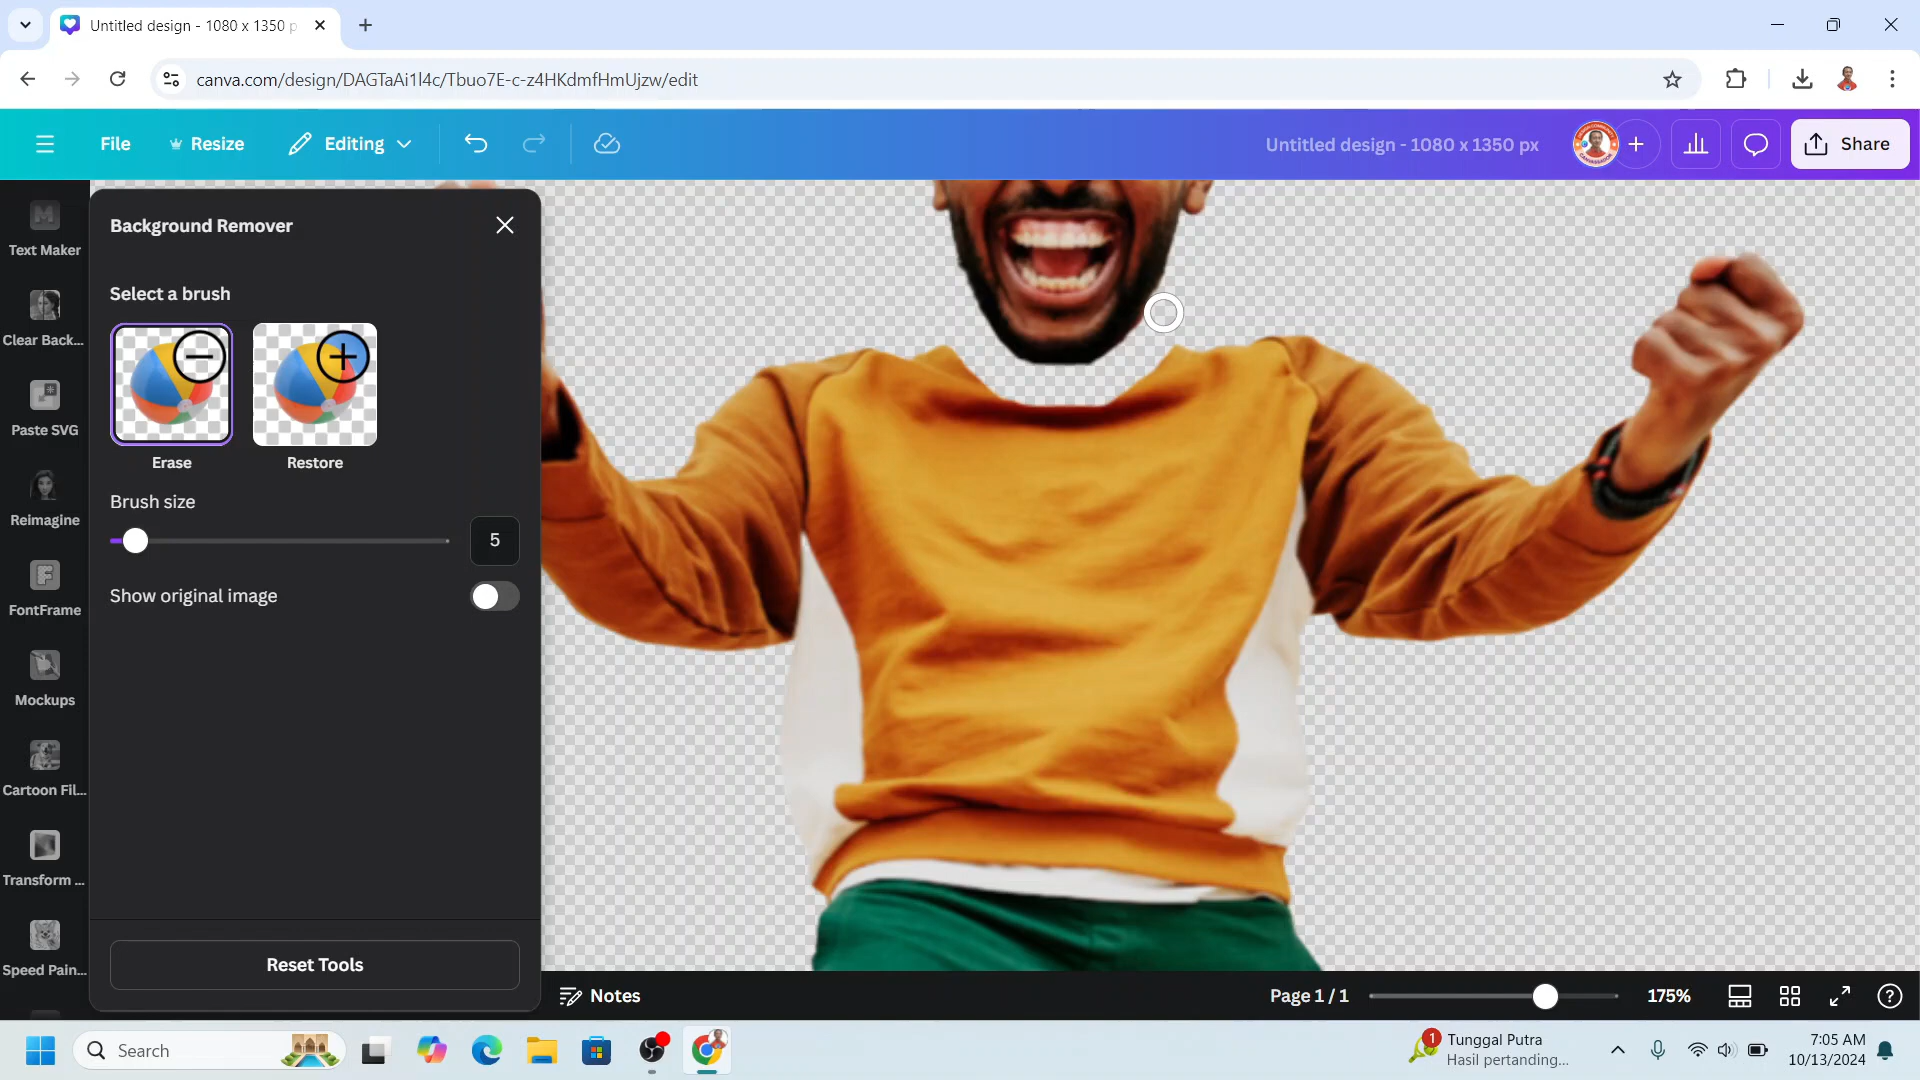 Untitled design - 1080 x 1350 p
canva.com/design/DAGTaAi1l4c/Tbuo7E-c-z4HKdmfHmUjzw/edit
File
Resize
Editing
Untitled design - 1080 x 1350 px
Share
Text Maker
Clear Back...
Paste SVG
Reimagine
FontFrame
Mockups
Cartoon Fil...
Transform ...
Speed Pain...
Background Remover
Select a brush
Erase
Restore
Brush size
5
Show original image
Reset Tools
Notes
Page 1 / 1
175%
Search
1
Tunggal Putra
Hasil pertanding...
7:05 AM
10/13/2024